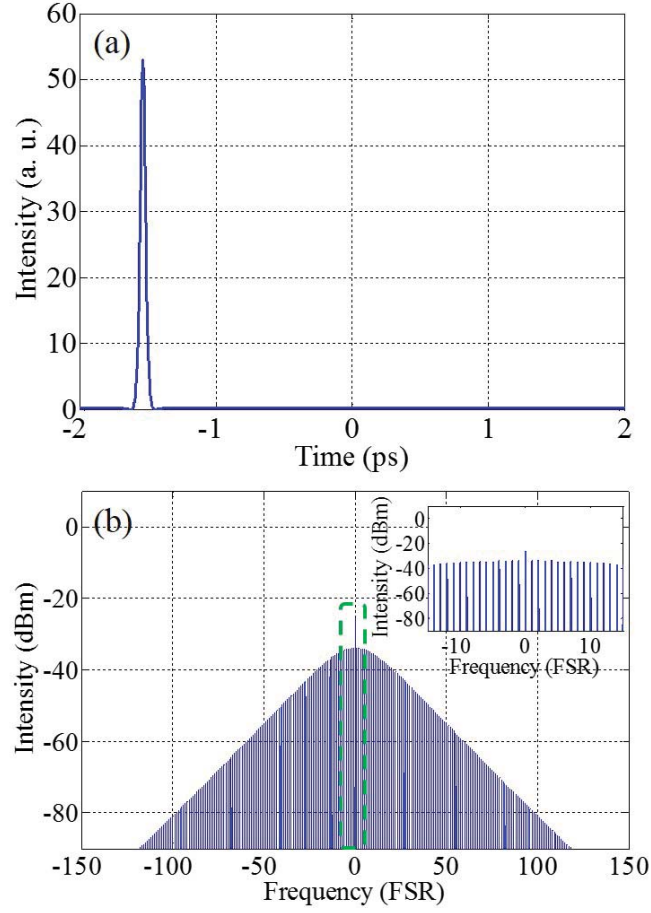 (a)
60
50
40
30
20
10
0
Intensity (a. u.)
-2 -1 0 1 2
Time (ps)
(b)
0
-20
-40
-60
-80
Intensity (dBm)
-150 -100 -50 0 50 100 150
Frequency (FSR)
0
-20
-40
-60
-80
Intensity (dBm)
-10 0 10
Frequency (FSR)